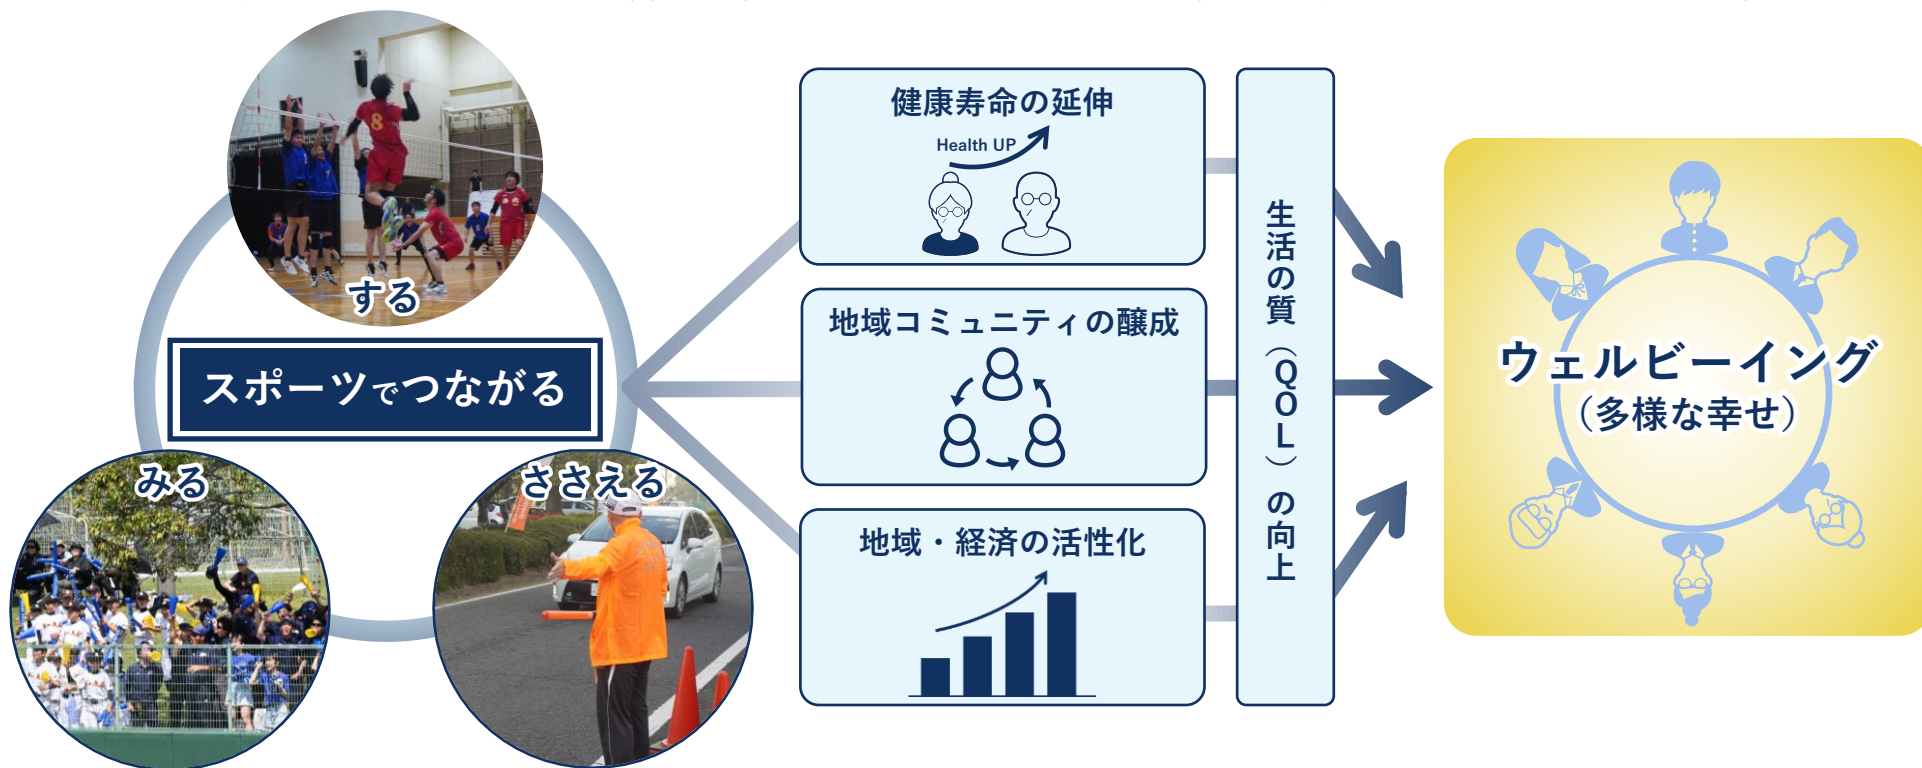 する
スポーツでつながる
みる
ささえる
健康寿命の延伸
Health UP
地域コミュニティの醸成
地域・経済の活性化
生活の質（QOL）の向上
ウェルビーイング
（多様な幸せ）
8